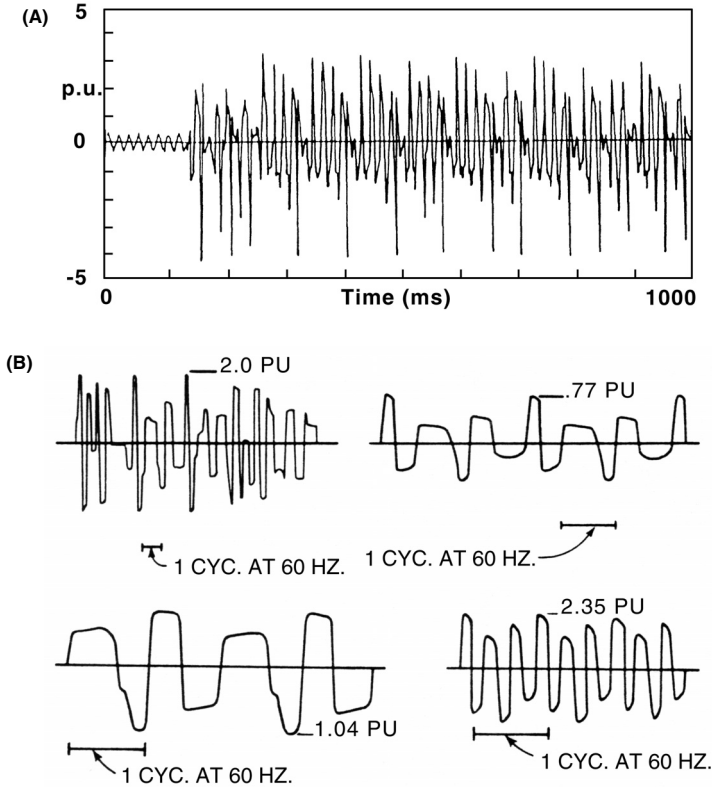 (A)
5
p.u.
0
-5
0
Time (ms)
1000
(B)
2.0 PU
.77 PU
1 CYC. AT 60 HZ.
1 CYC. AT 60 HZ.
2.35 PU
1.04 PU
1 CYC. AT 60 HZ.
1 CYC. AT 60 HZ.